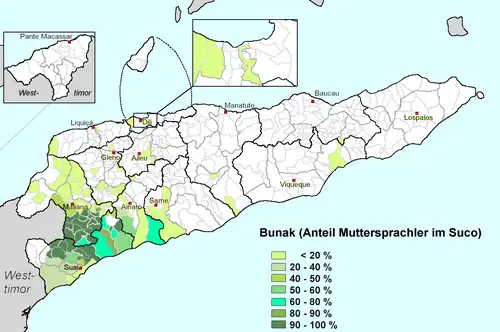 Pante Macassar
West-
timor
Dili
Liquiçá
Manatuto
Baucau
Lospalos
Gleno
Aileu
Viqueque
Same
Ainaro
Maliana
Suai
West-
timor
Bunak (Anteil Muttersprachler im Suco)
< 20 %
20 - 40 %
40 - 50 %
50 - 60 %
60 - 80 %
80 - 90 %
90 - 100 %